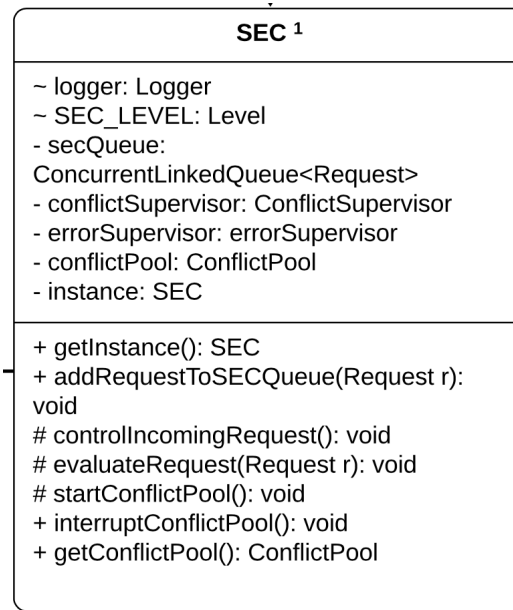 SEC ¹
~ logger: Logger
~ SEC_LEVEL: Level
- secQueue:
ConcurrentLinkedQueue<Request>
- conflictSupervisor: ConflictSupervisor
- errorSupervisor: errorSupervisor
- conflictPool: ConflictPool
- instance: SEC
+ getInstance(): SEC
+ addRequestToSECQueue(Request r):
void
# controlIncomingRequest(): void
# evaluateRequest(Request r): void
# startConflictPool(): void
+ interruptConflictPool(): void
+ getConflictPool(): ConflictPool